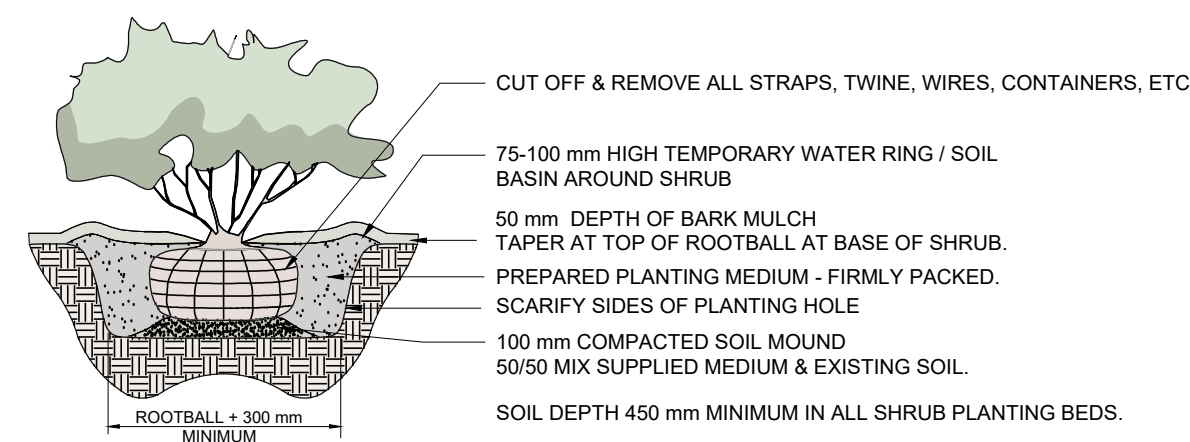 CUT OFF & REMOVE ALL STRAPS, TWINE, WIRES, CONTAINERS, ETC
75-100 mm HIGH TEMPORARY WATER RING / SOIL
BASIN AROUND SHRUB
50 mm DEPTH OF BARK MULCH
TAPER AT TOP OF ROOTBALL AT BASE OF SHRUB.
PREPARED PLANTING MEDIUM - FIRMLY PACKED.
SCARIFY SIDES OF PLANTING HOLE
100 mm COMPACTED SOIL MOUND
50/50 MIX SUPPLIED MEDIUM & EXISTING SOIL.
SOIL DEPTH 450 mm MINIMUM IN ALL SHRUB PLANTING BEDS.
ROOTBALL + 300 mm
MINIMUM